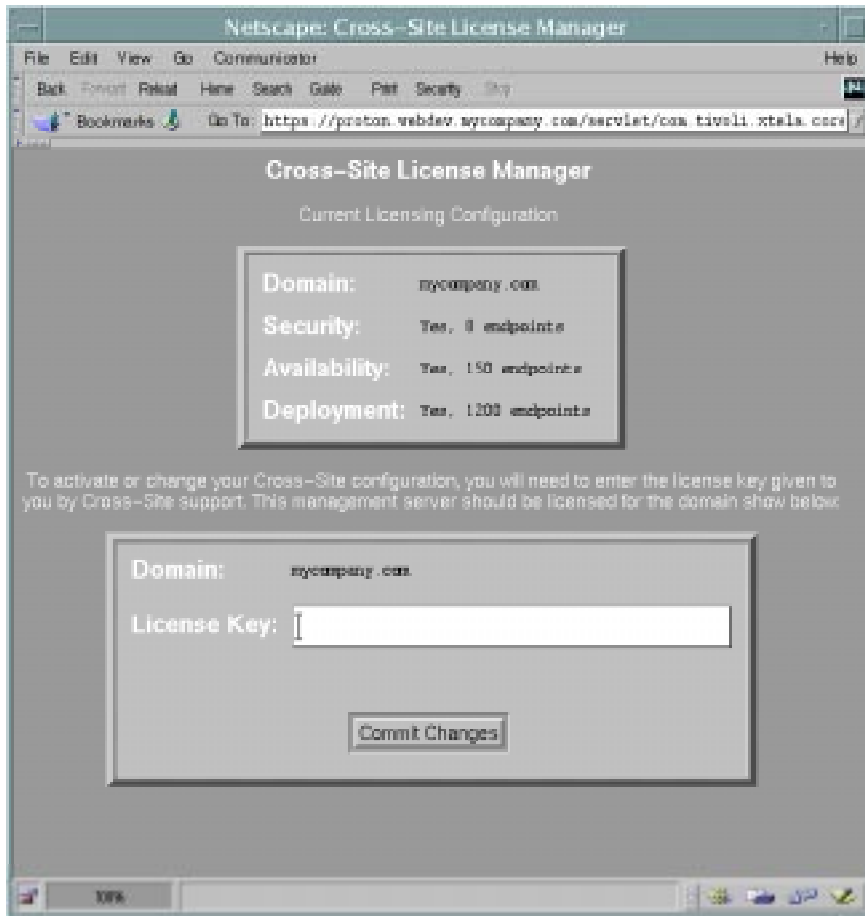 Netscape: Cross-Site License Manager
File Edit View Go Communicator Help
Back Forward Reload Home Search Guide Print Security Stop
Bookmarks Go To: https://proton.webdev.mycompany.com/servlet/com.tivoli.xtela.core
Cross-Site License Manager
Current Licensing Configuration
Domain: mycompany.com
Security: Yes, 0 endpoints
Availability: Yes, 150 endpoints
Deployment: Yes, 1200 endpoints
To activate or change your Cross-Site configuration, you will need to enter the license key given to
you by Cross-Site support. This management server should be licensed for the domain show below:
Domain: mycompany.com
License Key:
Commit Changes
100%